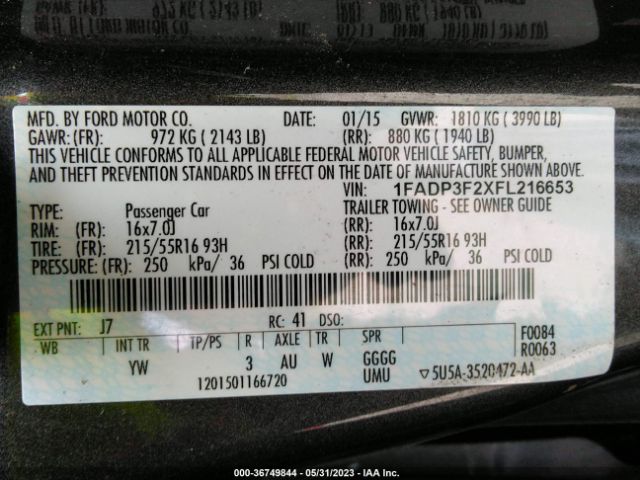 MFD. BY FORD MOTOR CO. DATE: 01/15 GVWR: 1810 KG ( 3990 LB)
GAWR: (FR): 972 KG ( 2143 LB) (RR): 880 KG ( 1940 LB)
THIS VEHICLE CONFORMS TO ALL APPLICABLE FEDERAL MOTOR VEHICLE SAFETY, BUMPER,
AND THEFT PREVENTION STANDARDS IN EFFECT ON THE DATE OF MANUFACTURE SHOWN ABOVE.
VIN: 1FADP3F2XFL216653
TYPE: Passenger Car TRAILER TOWING - SEE OWNER GUIDE
RIM: (FR): 16x7.0J (RR): 16x7.0J
TIRE: (FR): 215/55R16 93H (RR): 215/55R16 93H
PRESSURE: (FR): 250 kPa/ 36 PSI COLD (RR): 250 kPa/ 36 PSI COLD
EXT PNT: J7 RC: 41 DSO: F0084
WB INT TR TP/PS R AXLE TR SPR R0063
YW 3 AU W GGGG
1201501166720 UMU ▽5U5A-3520472-AA
000-36749844 - 05/31/2023 - IAA Inc.